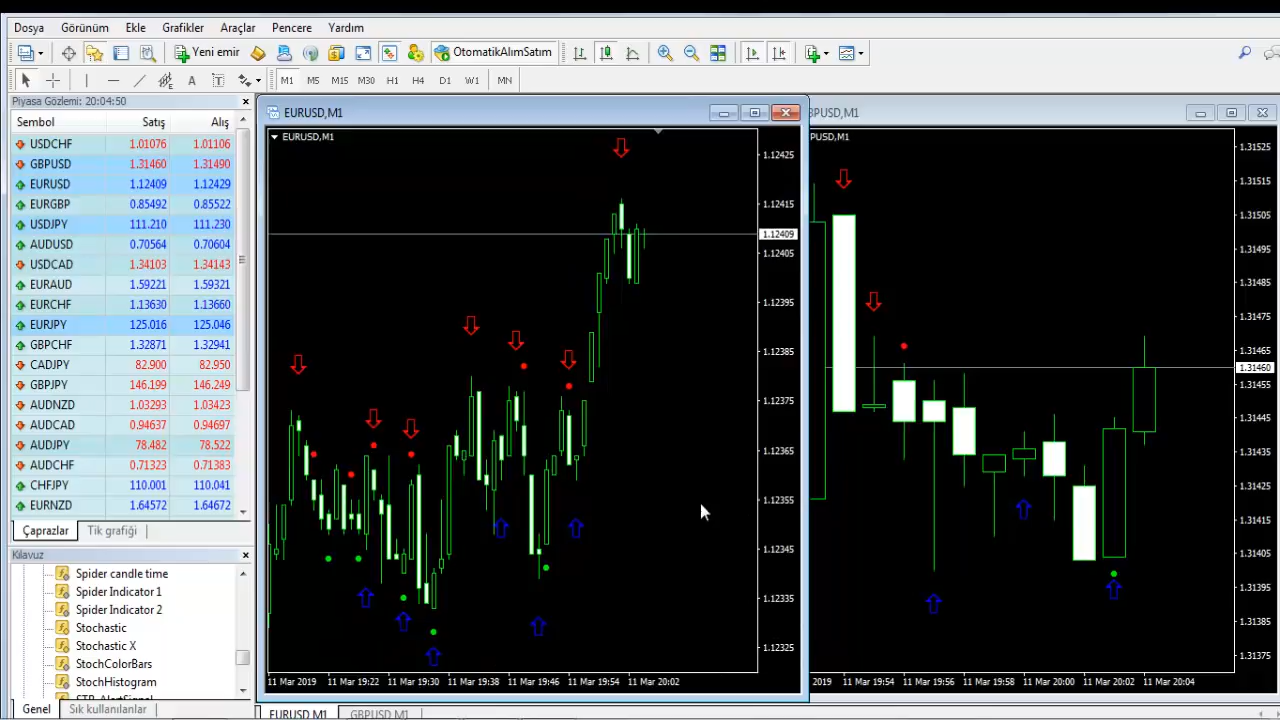 Dosya Görünüm Ekle Grafikler Araçlar Pencere Yardım
Yeni emir OtomatikAlımSatım
A T M1 M5 M15 M30 H1 H4 D1 W1 MN
Piyasa Gözlemi: 20:04:50
Sembol Satış Alış
USDCHF 1.01076 1.01106
GBPUSD 1.31460 1.31490
EURUSD 1.12409 1.12429
EURGBP 0.85492 0.85522
USDJPY 111.210 111.230
AUDUSD 0.70564 0.70604
USDCAD 1.34103 1.34143
EURAUD 1.59221 1.59321
EURCHF 1.13630 1.13660
EURJPY 125.016 125.046
GBPCHF 1.32871 1.32941
CADJPY 82.900 82.950
GBPJPY 146.199 146.249
AUDNZD 1.03293 1.03423
AUDCAD 0.94637 0.94697
AUDJPY 78.482 78.522
AUDCHF 0.71323 0.71383
CHFJPY 110.001 110.041
EURNZD 1.64572 1.64672
Çaprazlar Tik grafiği
Kılavuz
Spider candle time
Spider Indicator 1
Spider Indicator 2
Stochastic
Stochastic X
StochColorBars
StochHistogram
STP_AlertSignal
Genel Sık kullanılanlar
EURUSD,M1
EURUSD,M1
1.12425
1.12415
1.12409
1.12405
1.12395
1.12385
1.12375
1.12365
1.12355
1.12345
1.12335
1.12325
11 Mar 2019 11 Mar 19:22 11 Mar 19:30 11 Mar 19:38 11 Mar 19:46 11 Mar 19:54 11 Mar 20:02
BPUSD,M1
PUSD,M1
1.31525
1.31515
1.31505
1.31495
1.31485
1.31475
1.31460
1.31455
1.31445
1.31435
1.31425
1.31415
1.31405
1.31395
1.31385
1.31375
2019 11 Mar 19:54 11 Mar 19:56 11 Mar 19:58 11 Mar 20:00 11 Mar 20:02 11 Mar 20:04
EURUSD,M1 GBPUSD,M1